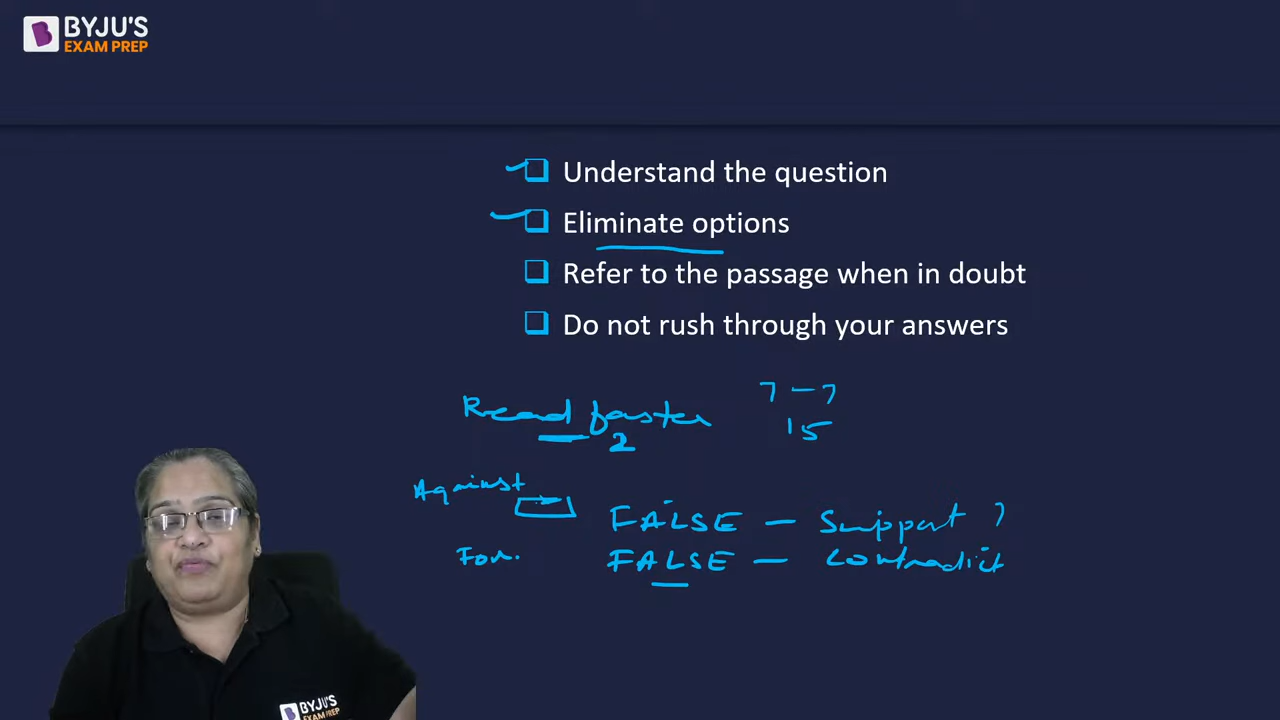 BYJU'S
EXAM PREP
Understand the question
Eliminate options
Refer to the passage when in doubt
Do not rush through your answers
Read faster 7 - 7
2 15
Against
FALSE - Support ?
For. FALSE - Contradict
BYJU'S
EXAM PREP